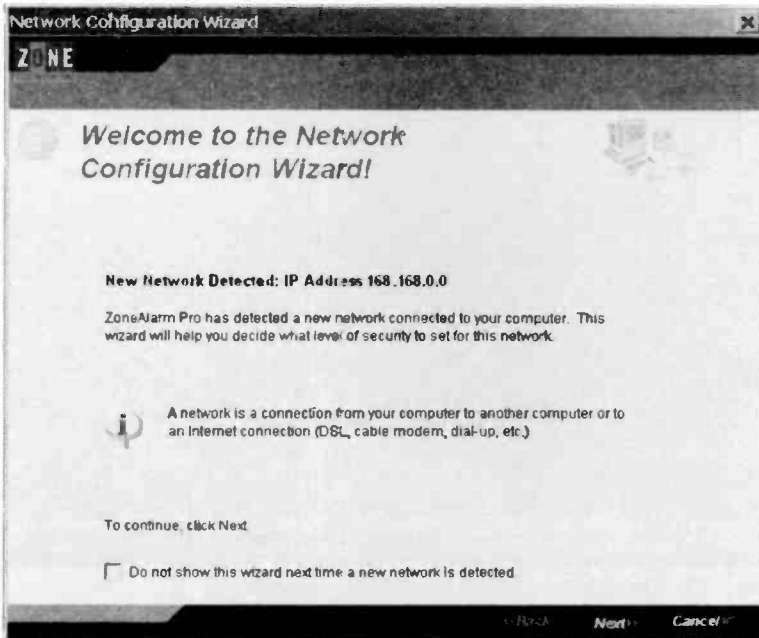 Network Configuration Wizard
ZONE
Welcome to the Network
Configuration Wizard!
New Network Detected: IP Address 168.168.0.0
ZoneAlarm Pro has detected a new network connected to your computer. This
wizard will help you decide what level of security to set for this network
A network is a connection from your computer to another computer or to
an Internet connection (DSL, cable modem, dial-up, etc.)
To continue, click Next
Do not show this wizard next time a new network is detected
<<Back Next>> Cancel